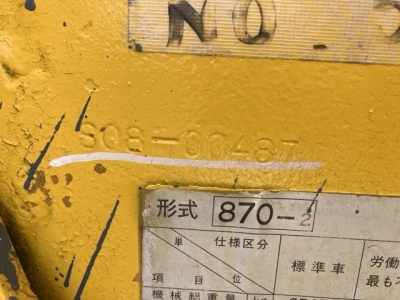 NO
808-00487
形式 870-2
単位 仕様区分 標準車 労働
項目 最も
機械総重量